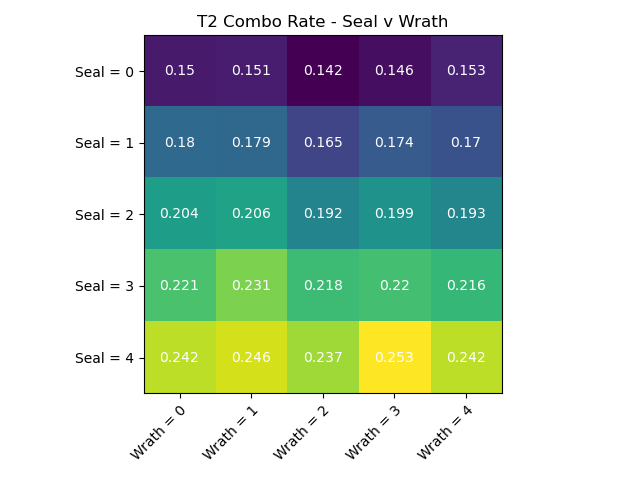 T2 Combo Rate - Seal v Wrath
Seal = 0 0.15 0.151 0.142 0.146 0.153
Seal = 1 0.18 0.179 0.165 0.174 0.17
Seal = 2 0.204 0.206 0.192 0.199 0.193
Seal = 3 0.221 0.231 0.218 0.22 0.216
Seal = 4 0.242 0.246 0.237 0.253 0.242
Wrath = 0 Wrath = 1 Wrath = 2 Wrath = 3 Wrath = 4